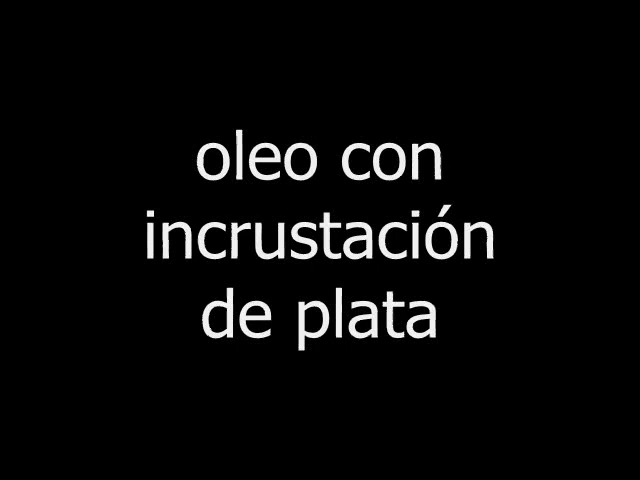 oleo con
incrustación
de plata